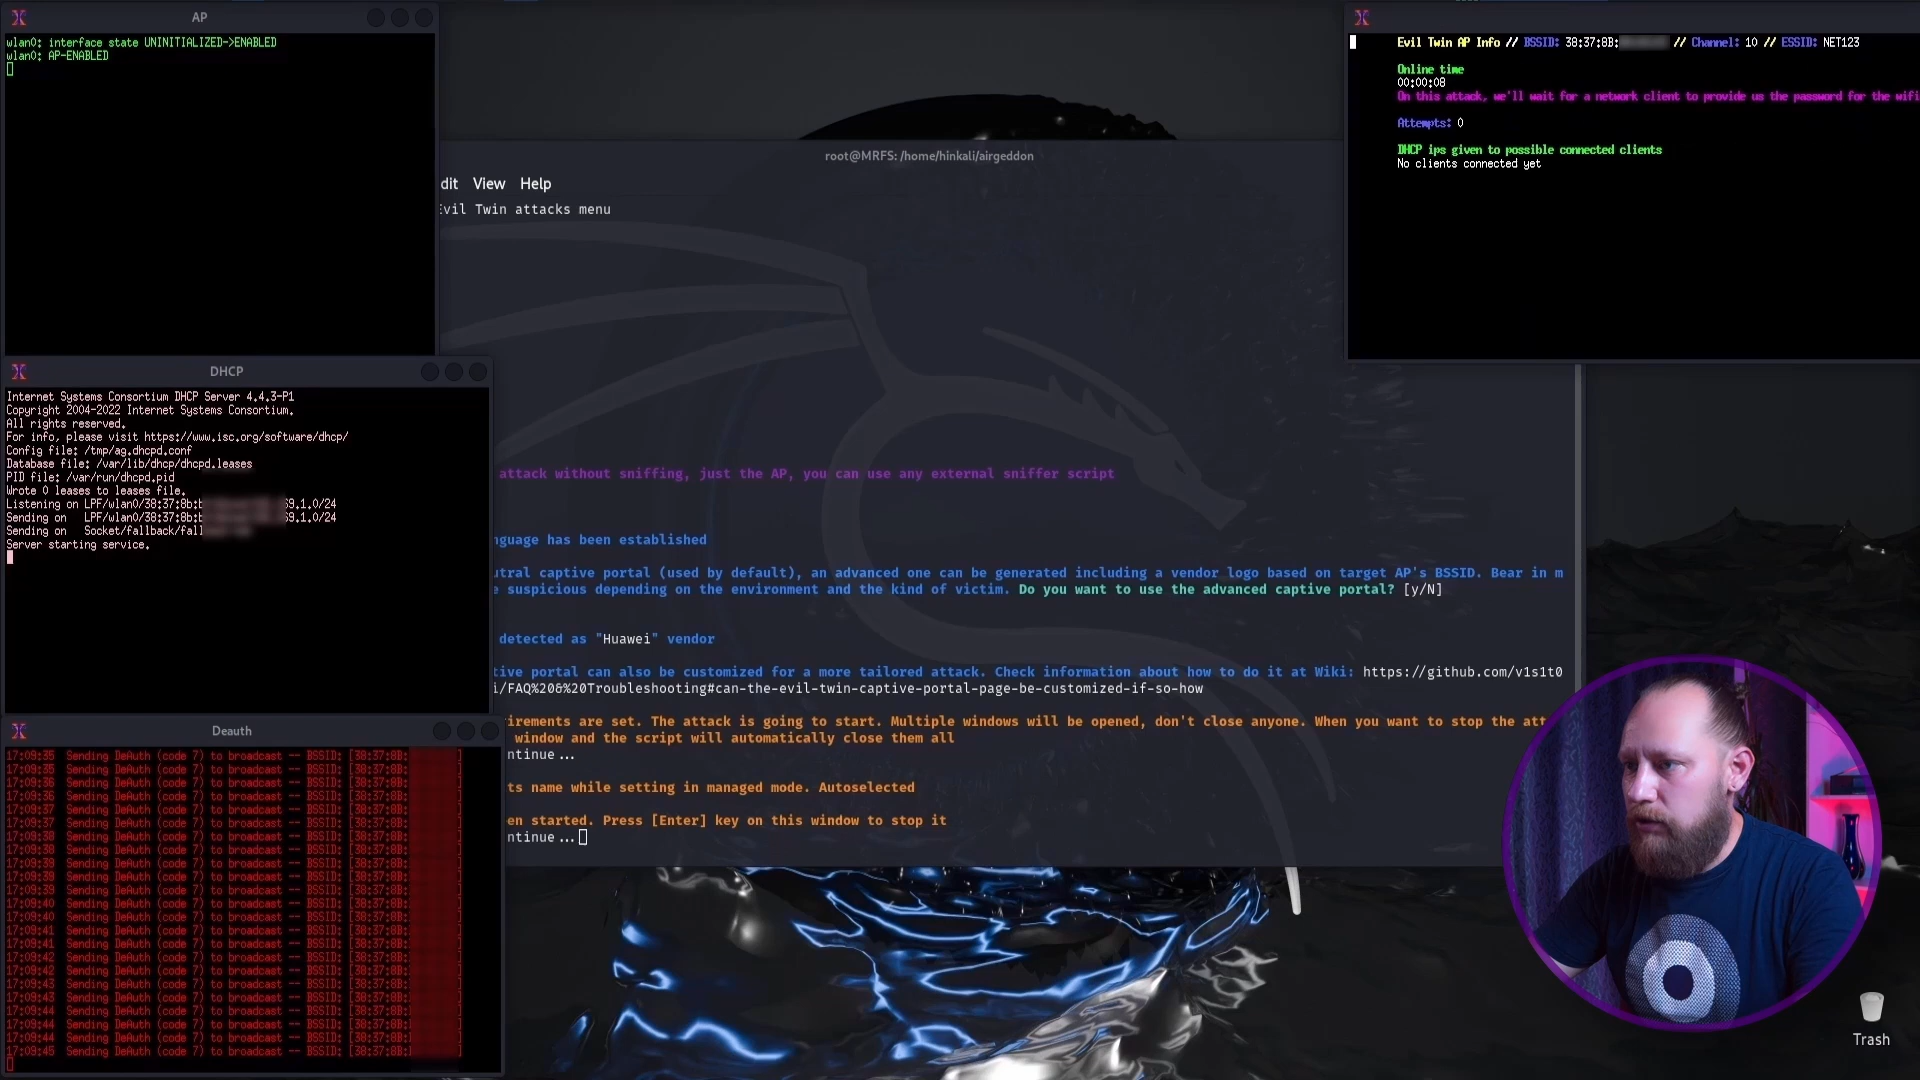 AP
wlan0: interface state UNINITIALIZED->ENABLED
wlan0: AP-ENABLED
Evil Twin AP Info // BSSID: 38:37:8B: // Channel: 10 // ESSID: NET123
Online time
00:00:08
On this attack, we'll wait for a network client to provide us the password for the wifi
Attempts: 0
DHCP ips given to possible connected clients
No clients connected yet
root@MRFS: /home/hinkali/airgeddon
dit View Help
Evil Twin attacks menu
attack without sniffing, just the AP, you can use any external sniffer script
nguage has been established
utral captive portal (used by default), an advanced one can be generated including a vendor logo based on target AP's BSSID. Bear in m
e suspicious depending on the environment and the kind of victim. Do you want to use the advanced captive portal? [y/N]
detected as "Huawei" vendor
tive portal can also be customized for a more tailored attack. Check information about how to do it at Wiki: https://github.com/v1s1t0
i/FAQ%20&%20Troubleshooting#can-the-evil-twin-captive-portal-page-be-customized-if-so-how
irements are set. The attack is going to start. Multiple windows will be opened, don't close anyone. When you want to stop the att
window and the script will automatically close them all
ntinue ...
ts name while setting in managed mode. Autoselected
en started. Press [Enter] key on this window to stop it
ntinue ...
DHCP
Internet Systems Consortium DHCP Server 4.4.3-P1
Copyright 2004-2022 Internet Systems Consortium.
All rights reserved.
For info, please visit https://www.isc.org/software/dhcp/
Config file: /tmp/ag.dhcpd.conf
Database file: /var/lib/dhcp/dhcpd.leases
PID file: /var/run/dhcpd.pid
Wrote 0 leases to leases file.
Listening on LPF/wlan0/38:37:8b:b 69.1.0/24
Sending on LPF/wlan0/38:37:8b: 69.1.0/24
Sending on Socket/fallback/fall
Server starting service.
Deauth
17:09:35 Sending DeAuth (code 7) to broadcast -- BSSID: [38:37:8B: ]
17:09:35 Sending DeAuth (code 7) to broadcast -- BSSID: [38:37:8B: ]
17:09:36 Sending DeAuth (code 7) to broadcast -- BSSID: [38:37:8B: ]
17:09:36 Sending DeAuth (code 7) to broadcast -- BSSID: [38:37:8B: ]
17:09:37 Sending DeAuth (code 7) to broadcast -- BSSID: [38:37:8B: ]
17:09:37 Sending DeAuth (code 7) to broadcast -- BSSID: [38:37:8B: ]
17:09:38 Sending DeAuth (code 7) to broadcast -- BSSID: [38:37:8B: ]
17:09:38 Sending DeAuth (code 7) to broadcast -- BSSID: [38:37:8B: ]
17:09:39 Sending DeAuth (code 7) to broadcast -- BSSID: [38:37:8B: ]
17:09:39 Sending DeAuth (code 7) to broadcast -- BSSID: [38:37:8B: ]
17:09:39 Sending DeAuth (code 7) to broadcast -- BSSID: [38:37:8B: ]
17:09:40 Sending DeAuth (code 7) to broadcast -- BSSID: [38:37:8B: ]
17:09:40 Sending DeAuth (code 7) to broadcast -- BSSID: [38:37:8B: ]
17:09:41 Sending DeAuth (code 7) to broadcast -- BSSID: [38:37:8B: ]
17:09:41 Sending DeAuth (code 7) to broadcast -- BSSID: [38:37:8B: ]
17:09:42 Sending DeAuth (code 7) to broadcast -- BSSID: [38:37:8B: ]
17:09:42 Sending DeAuth (code 7) to broadcast -- BSSID: [38:37:8B: ]
17:09:43 Sending DeAuth (code 7) to broadcast -- BSSID: [38:37:8B: ]
17:09:43 Sending DeAuth (code 7) to broadcast -- BSSID: [38:37:8B: ]
17:09:44 Sending DeAuth (code 7) to broadcast -- BSSID: [38:37:8B: ]
17:09:44 Sending DeAuth (code 7) to broadcast -- BSSID: [38:37:8B: ]
17:09:44 Sending DeAuth (code 7) to broadcast -- BSSID: [38:37:8B: ]
17:09:45 Sending DeAuth (code 7) to broadcast -- BSSID: [38:37:8B: ]
Trash